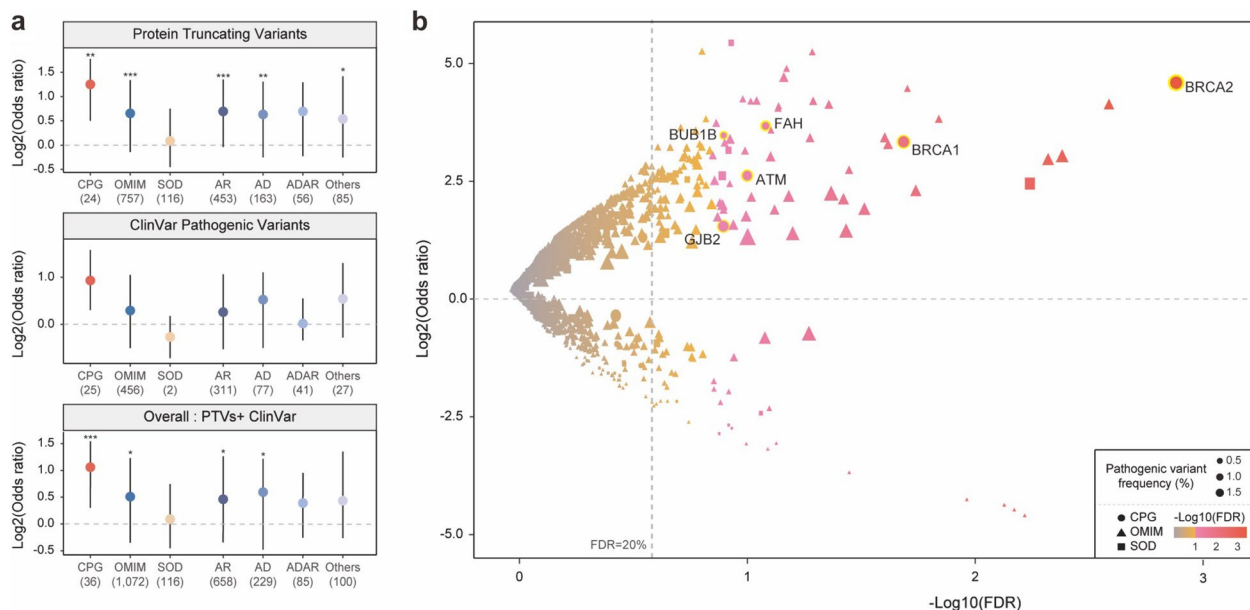 a
Protein Truncating Variants
Log2(Odds ratio)
1.5
1.0
0.5
0.0
-0.5
**
***
***
**
*
CPG OMIM SOD AR AD ADAR Others
(24) (757) (116) (453) (163) (56) (85)
ClinVar Pathogenic Variants
Log2(Odds ratio)
1.0
0.0
CPG OMIM SOD AR AD ADAR Others
(25) (456) (2) (311) (77) (41) (27)
Overall : PTVs+ ClinVar
Log2(Odds ratio)
1.5
1.0
0.5
0.0
-0.5
***
*
*
*
CPG OMIM SOD AR AD ADAR Others
(36) (1,072) (116) (658) (229) (85) (100)
b
Log2(Odds ratio)
5.0
2.5
0.0
-2.5
-5.0
BRCA2
FAH
BUB1B
BRCA1
ATM
GJB2
FDR=20%
0 1 2 3
-Log10(FDR)
Pathogenic variant
frequency (%)
0.5
1.0
1.5
CPG
OMIM
SOD
-Log10(FDR)
1 2 3